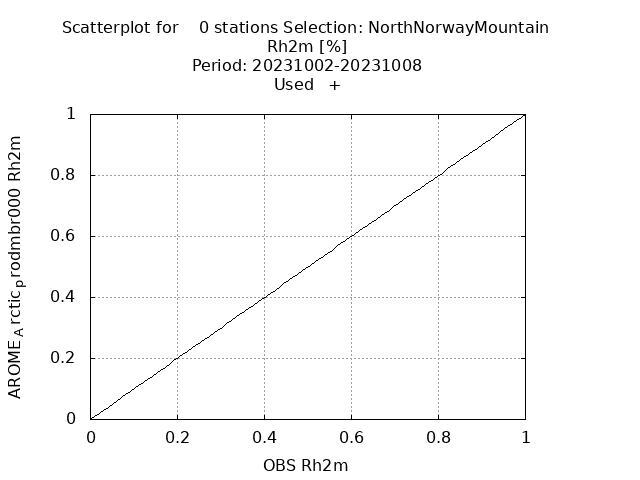 Scatterplot for    0 stations Selection: NorthNorwayMountain
Rh2m [%]
Period: 20231002-20231008
Used   +
1
0.8
0.6
0.4
0.2
0
AROME_Arctic_prodmbr000 Rh2m
0 0.2 0.4 0.6 0.8 1
OBS Rh2m